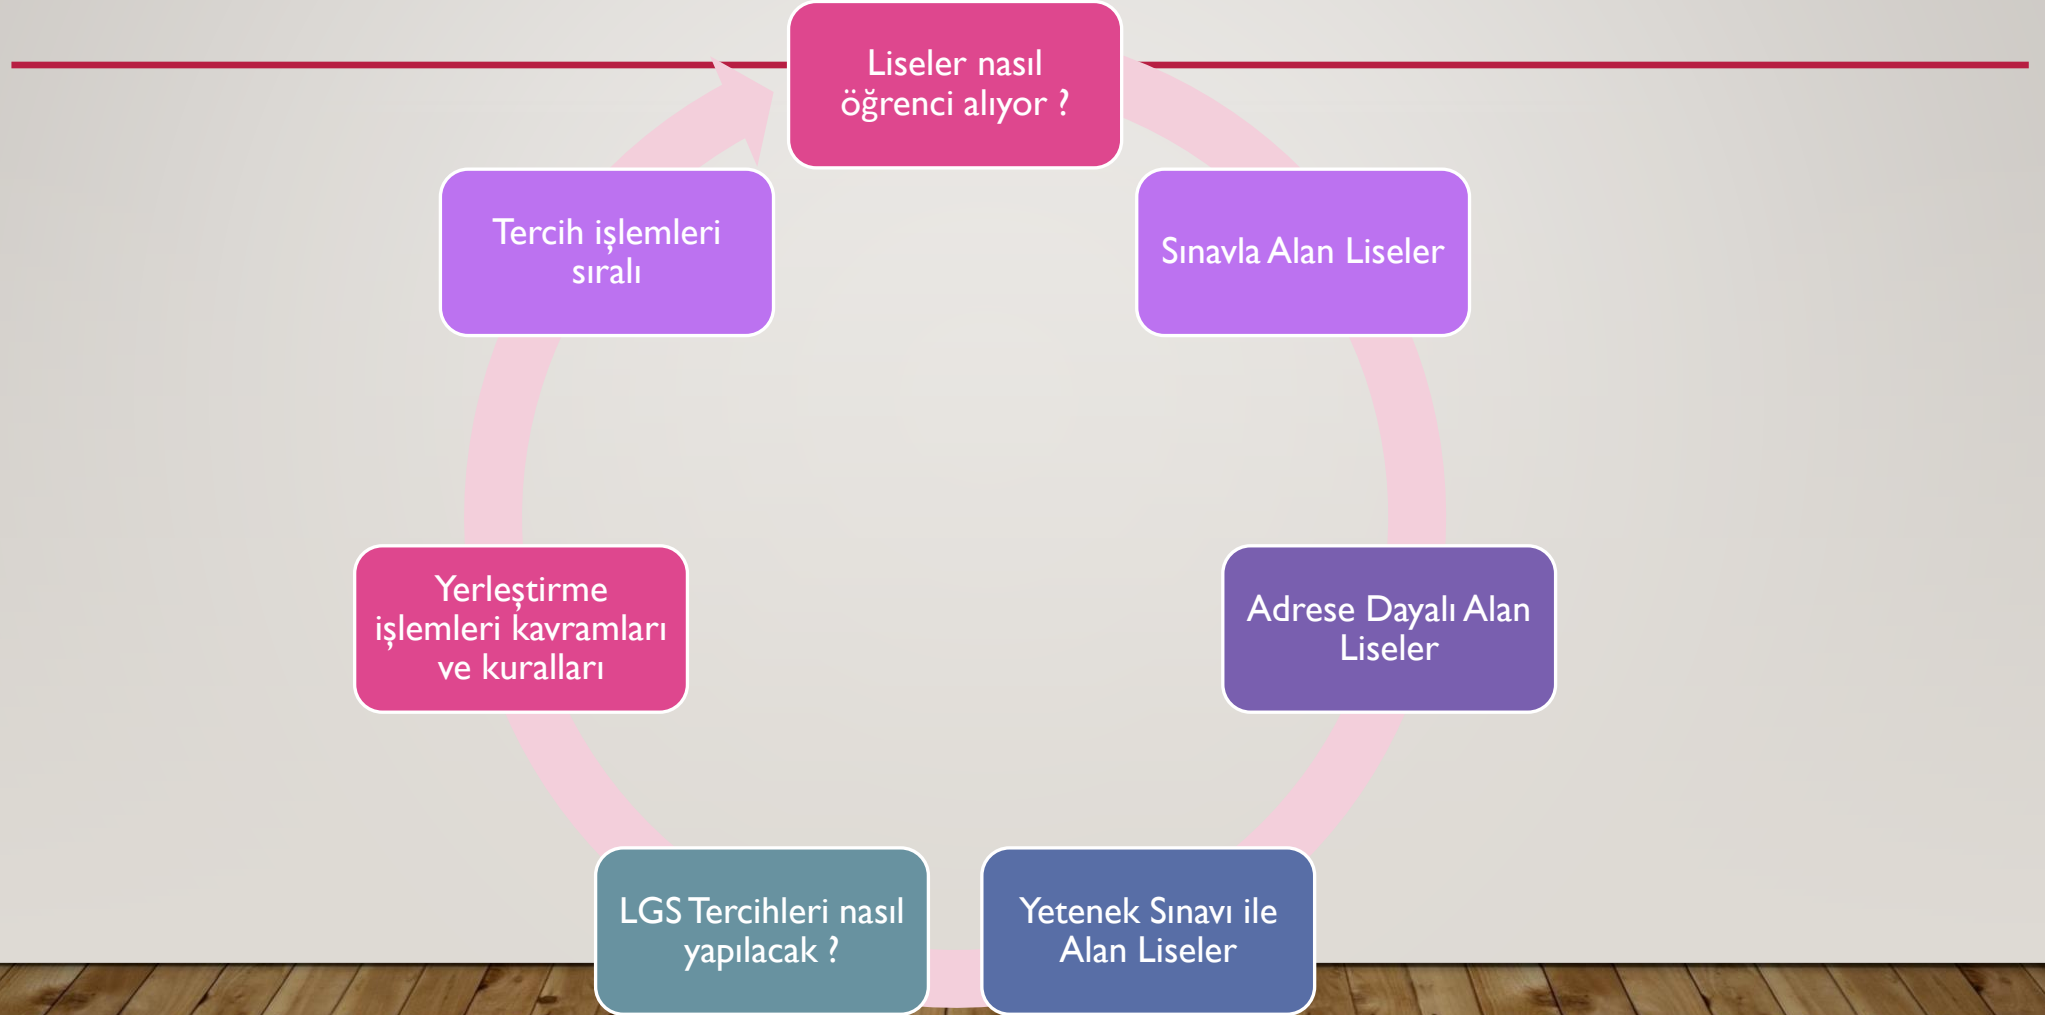 Liseler nasıl
öğrenci alıyor ?
Sınavla Alan Liseler
Adrese Dayalı Alan
Liseler
Yetenek Sınavı ile
Alan Liseler
LGS Tercihleri nasıl
yapılacak ?
Yerleştirme
işlemleri kavramları
ve kuralları
Tercih işlemleri
sıralı